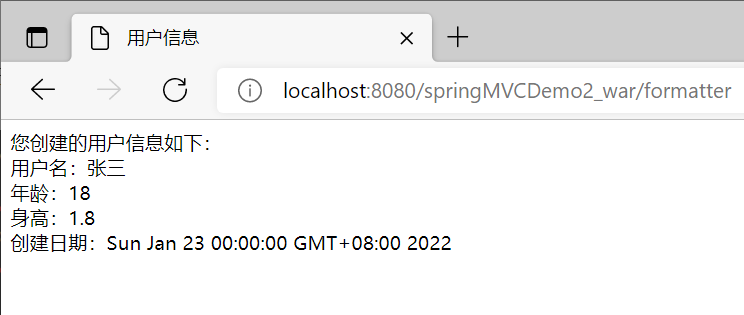 用户信息
localhost:8080/springMVCDemo2_war/formatter
您创建的用户信息如下：
用户名：张三
年龄：18
身高：1.8
创建日期：Sun Jan 23 00:00:00 GMT+08:00 2022